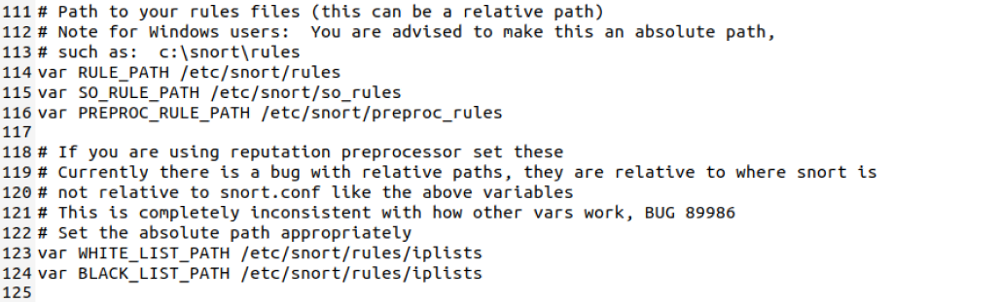 111 # Path to your rules files (this can be a relative path)
112 # Note for Windows users:  You are advised to make this an absolute path,
113 # such as:  c:\snort\rules
114 var RULE_PATH /etc/snort/rules
115 var SO_RULE_PATH /etc/snort/so_rules
116 var PREPROC_RULE_PATH /etc/snort/preproc_rules
117
118 # If you are using reputation preprocessor set these
119 # Currently there is a bug with relative paths, they are relative to where snort is
120 # not relative to snort.conf like the above variables
121 # This is completely inconsistent with how other vars work, BUG 89986
122 # Set the absolute path appropriately
123 var WHITE_LIST_PATH /etc/snort/rules/iplists
124 var BLACK_LIST_PATH /etc/snort/rules/iplists
125